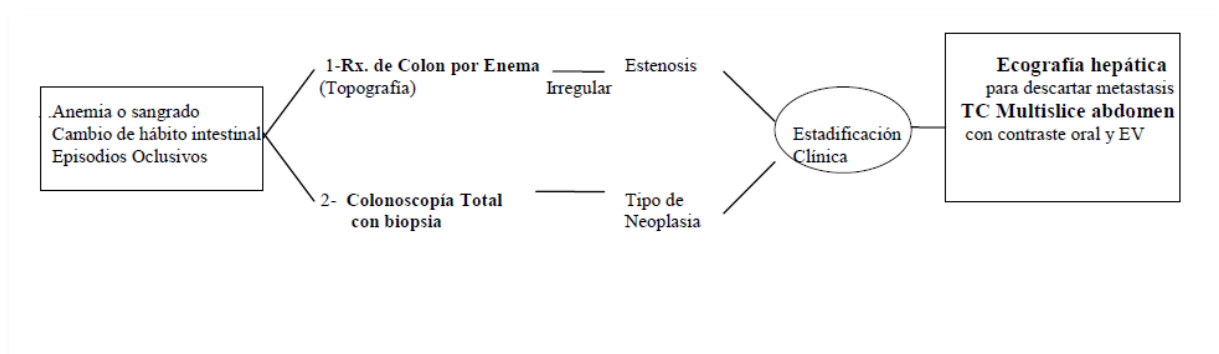 ..Anemia o sangrado
Cambio de hábito intestinal
Episodios Oclusivos
1-Rx. de Colon por Enema
(Topografía)
Irregular
Estenosis
2- Colonoscopía Total
con biopsia
Tipo de
Neoplasia
Estadificación
Clínica
Ecografía hepática
para descartar metastasis
TC Multislice abdomen
con contraste oral y EV